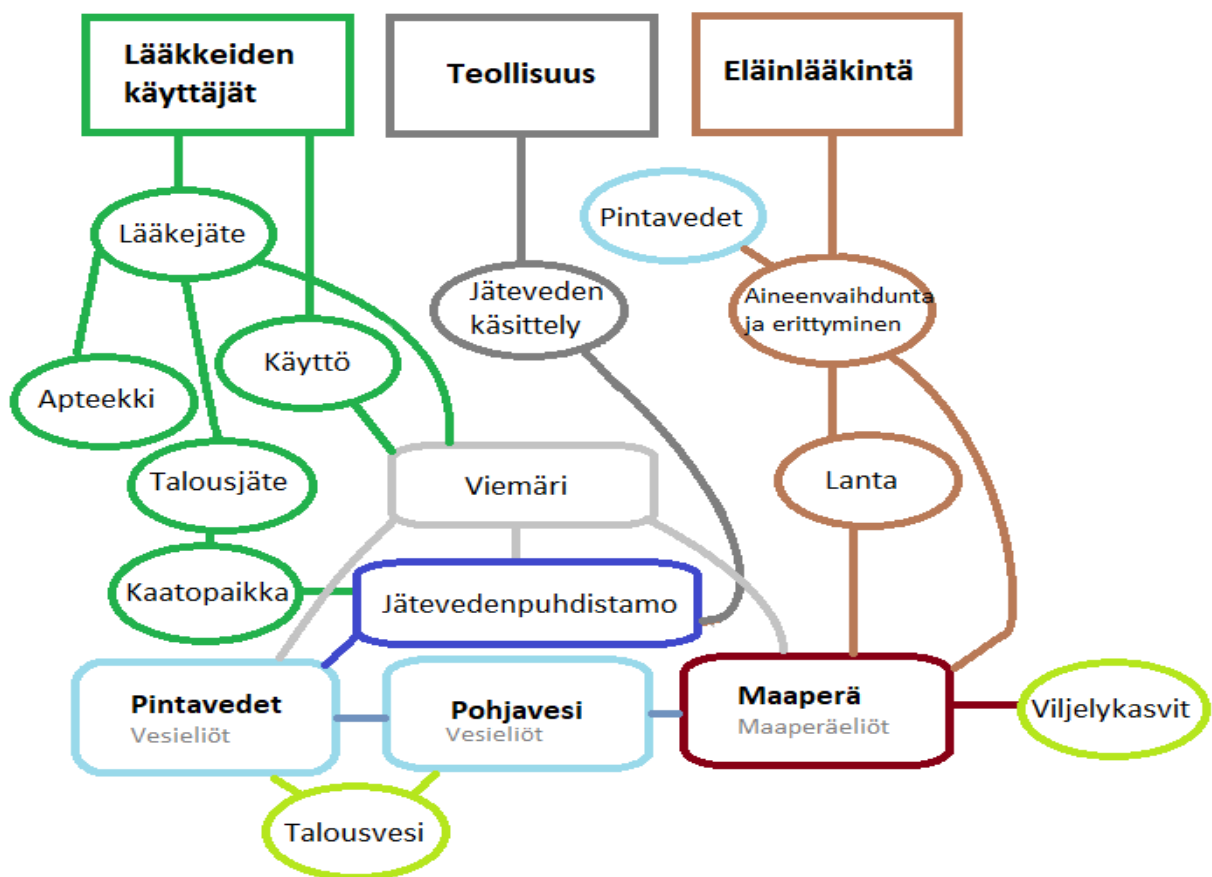 Lääkkeiden
käyttäjät
Teollisuus
Eläinlääkintä
Lääkejäte
Pintavedet
Jäteveden
käsittely
Aineenvaihdunta
ja erittyminen
Käyttö
Apteekki
Talousjäte
Viemäri
Lanta
Kaatopaikka
Jätevedenpuhdistamo
Pintavedet
Vesieliöt
Pohjavesi
Vesieliöt
Maaperä
Maaperäeliöt
Viljelykasvit
Talousvesi